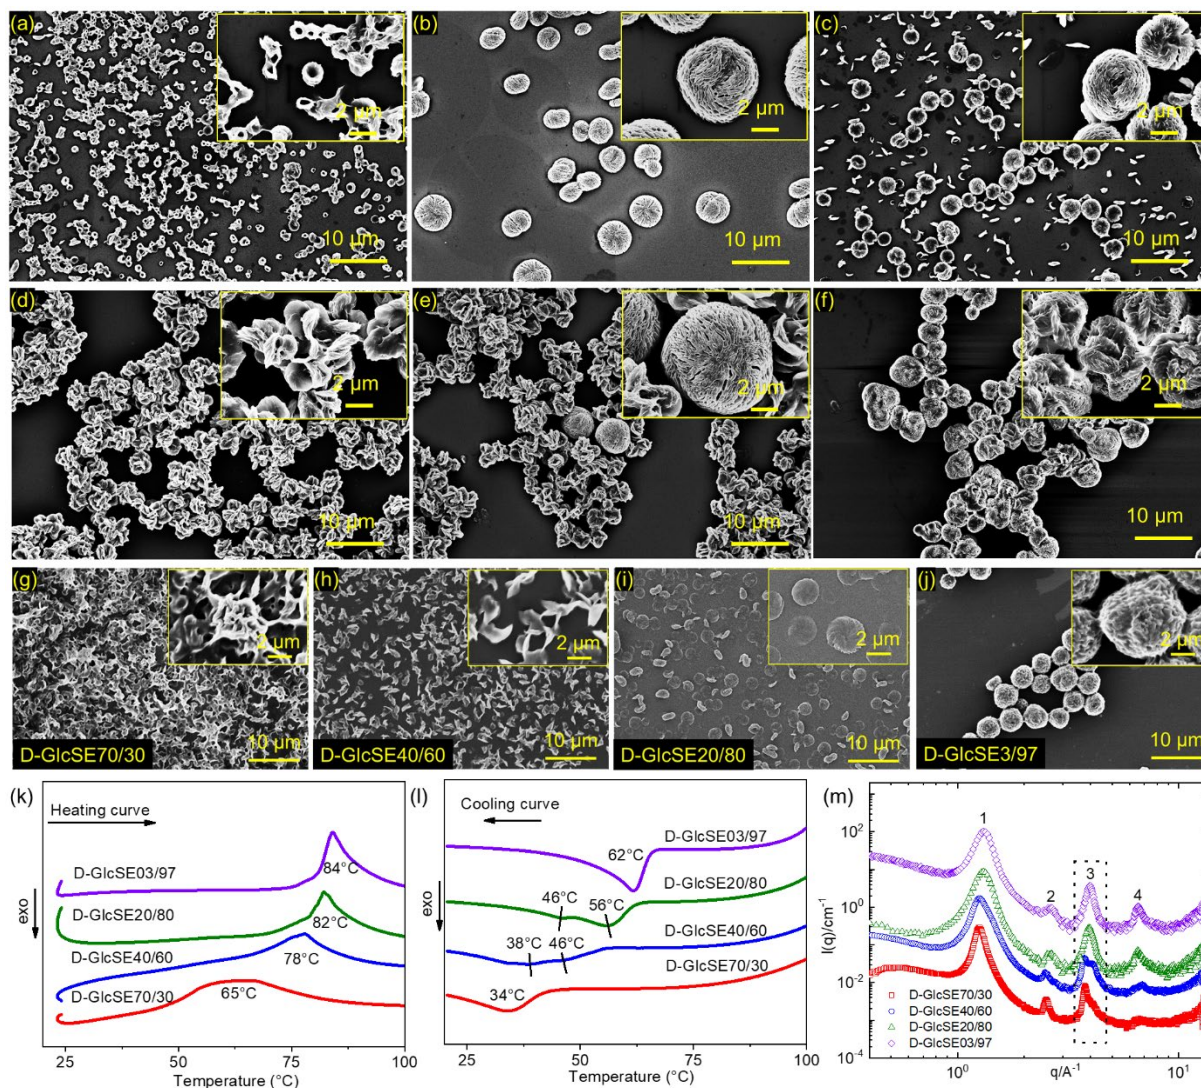 (a)
2 µm
10 µm
(b)
2 µm
10 µm
(c)
2 µm
10 µm
(d)
2 µm
10 µm
(e)
2 µm
10 µm
(f)
2 µm
10 µm
(g)
2 µm
D-GlcSE70/30
10 µm
(h)
2 µm
D-GlcSE40/60
10 µm
(i)
2 µm
D-GlcSE20/80
10 µm
(j)
2 µm
D-GlcSE3/97
10 µm
(k)
Heating curve
exo
D-GlcSE03/97
84°C
D-GlcSE20/80
82°C
D-GlcSE40/60
78°C
D-GlcSE70/30
65°C
25 50 75 100
Temperature (°C)
(l)
Cooling curve
exo
D-GlcSE03/97
62°C
D-GlcSE20/80
46°C 56°C
D-GlcSE40/60
38°C 46°C
D-GlcSE70/30
34°C
25 50 75 100
Temperature (°C)
(m)
I(q)/cm⁻¹
10²
10⁰
10⁻²
10⁻⁴
1
2
3
4
D-GlcSE70/30
D-GlcSE40/60
D-GlcSE20/80
D-GlcSE03/97
10⁰ q/A⁻¹ 10¹